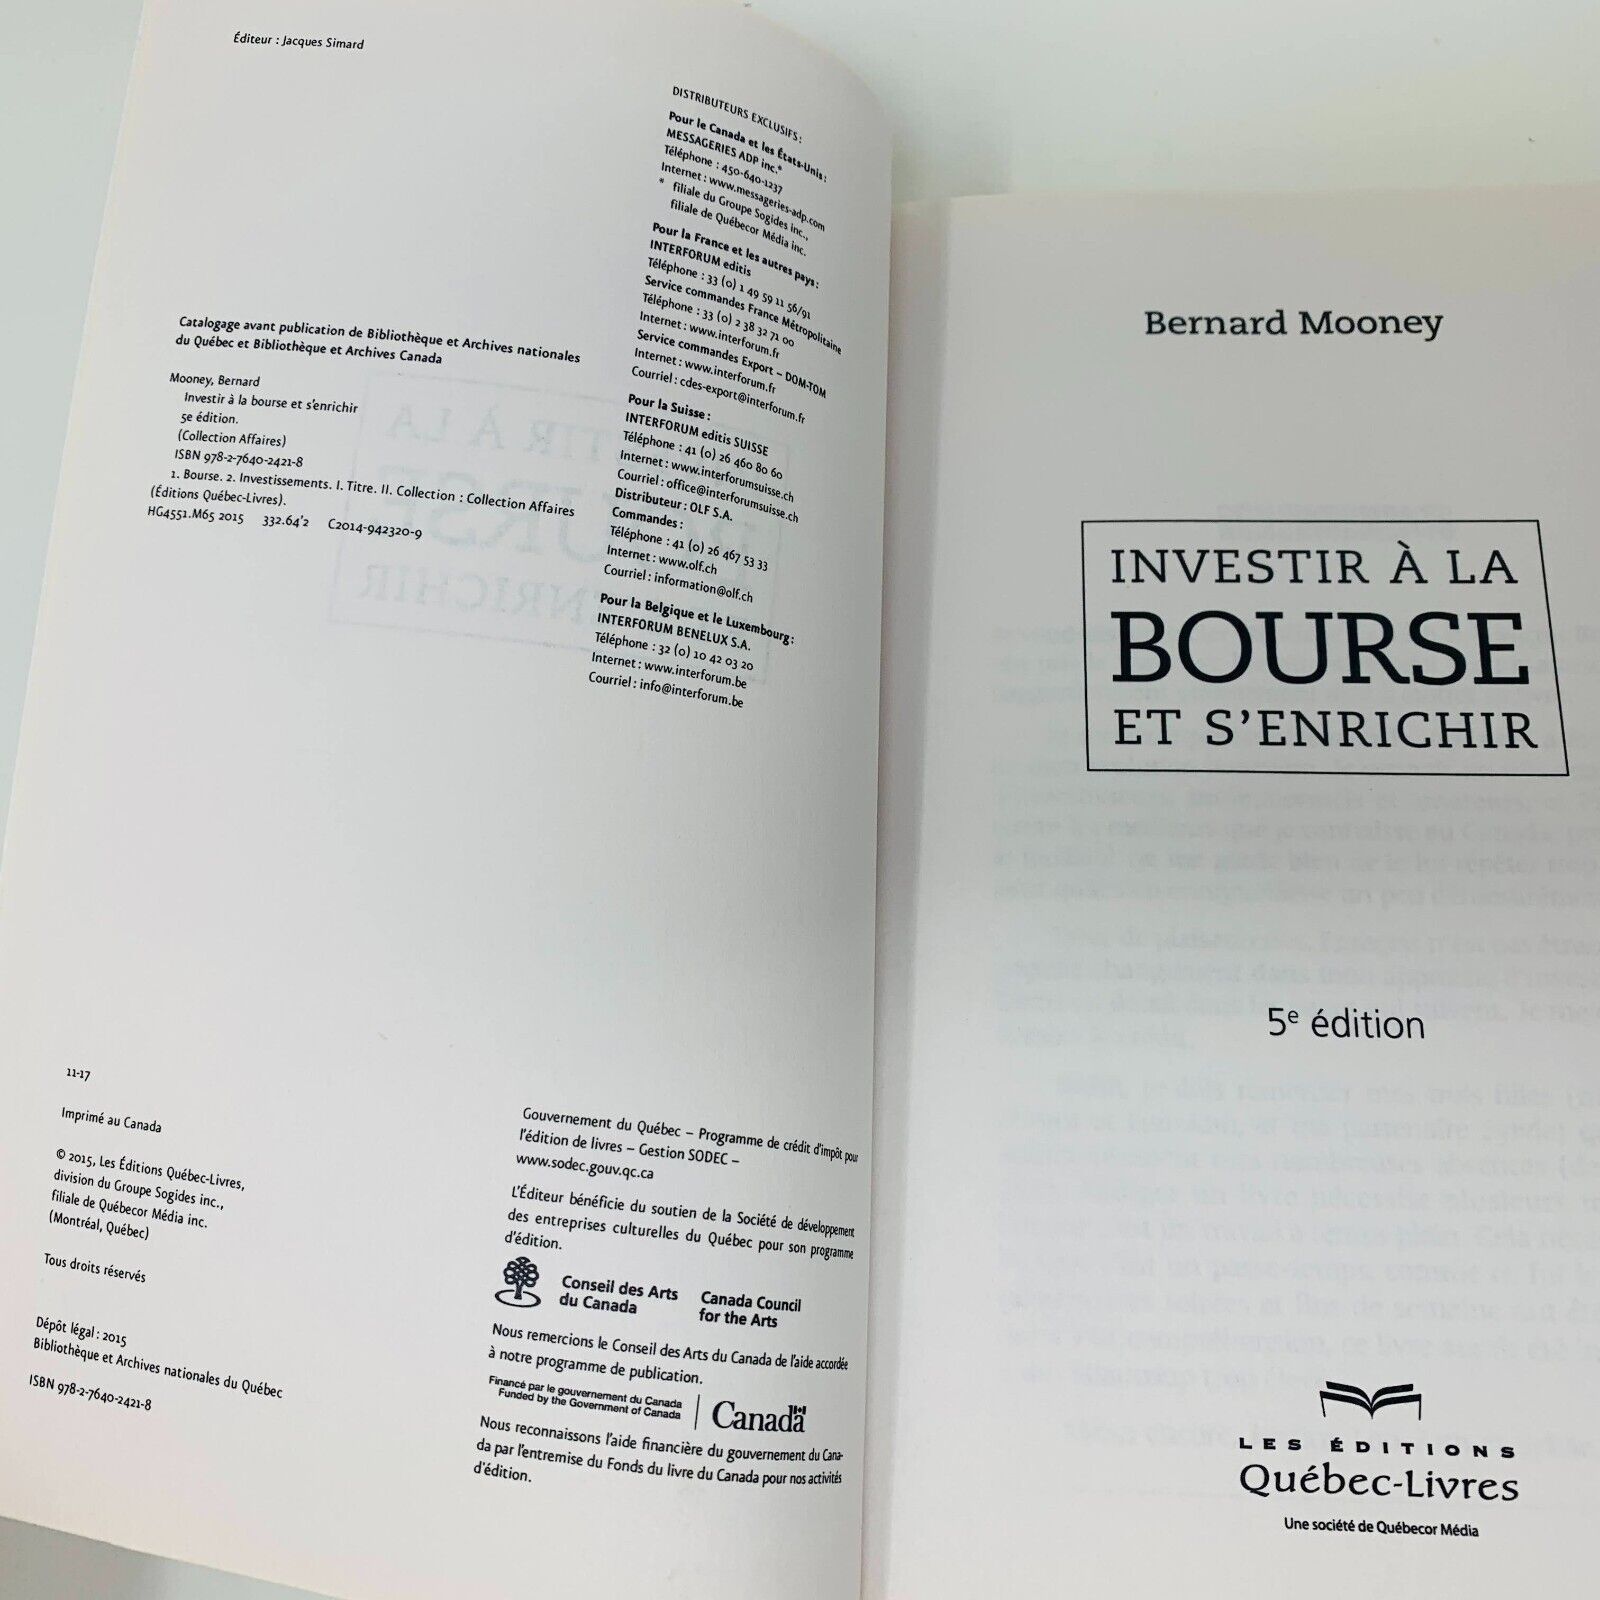 Éditeur : Jacques Simard
DISTRIBUTEURS EXCLUSIFS :
Pour le Canada et les États-Unis :
MESSAGERIES ADP inc.*
Téléphone : 450-640-1237
Internet : www.messageries-adp.com
* filiale du Groupe Sogides inc.,
filiale de Québecor Média inc.
Pour la France et les autres pays :
INTERFORUM editis
Téléphone : 33 (0) 1 49 59 11 56/91
Service commandes France Métropolitaine
Téléphone : 33 (0) 2 38 32 71 00
Internet : www.interforum.fr
Service commandes Export – DOM-TOM
Internet : www.interforum.fr
Courriel : cdes-export@interforum.fr
Pour la Suisse :
INTERFORUM editis SUISSE
Téléphone : 41 (0) 26 460 80 60
Internet : www.interforumsuisse.ch
Courriel : office@interforumsuisse.ch
Distributeur : OLF S.A.
Commandes :
Téléphone : 41 (0) 26 467 53 33
Internet : www.olf.ch
Courriel : information@olf.ch
Pour la Belgique et le Luxembourg :
INTERFORUM BENELUX S.A.
Téléphone : 32 (0) 10 42 03 20
Internet : www.interforum.be
Courriel : info@interforum.be
Catalogage avant publication de Bibliothèque et Archives nationales
du Québec et Bibliothèque et Archives Canada
Mooney, Bernard
Investir à la bourse et s'enrichir
5e édition.
(Collection Affaires)
ISBN 978-2-7640-2421-8
1. Bourse. 2. Investissements. I. Titre. II. Collection : Collection Affaires
(Éditions Québec-Livres).
HG4551.M65 2015 332.64'2 C2014-942320-9
11-17
Imprimé au Canada
© 2015, Les Éditions Québec-Livres,
division du Groupe Sogides inc.,
filiale de Québecor Média inc.
(Montréal, Québec)
Tous droits réservés
Dépôt légal : 2015
Bibliothèque et Archives nationales du Québec
ISBN 978-2-7640-2421-8
Gouvernement du Québec – Programme de crédit d'impôt pour
l'édition de livres – Gestion SODEC –
www.sodec.gouv.qc.ca
L'Éditeur bénéficie du soutien de la Société de développement
des entreprises culturelles du Québec pour son programme
d'édition.
Conseil des Arts Canada Council
du Canada for the Arts
Nous remercions le Conseil des Arts du Canada de l'aide accordée
à notre programme de publication.
Financé par le gouvernement du Canada
Funded by the Government of Canada
Canada
Nous reconnaissons l'aide financière du gouvernement du Cana-
da par l'entremise du Fonds du livre du Canada pour nos activités
d'édition.
Bernard Mooney
INVESTIR À LA
BOURSE
ET S'ENRICHIR
5e édition
LES ÉDITIONS
Québec-Livres
Une société de Québecor Média